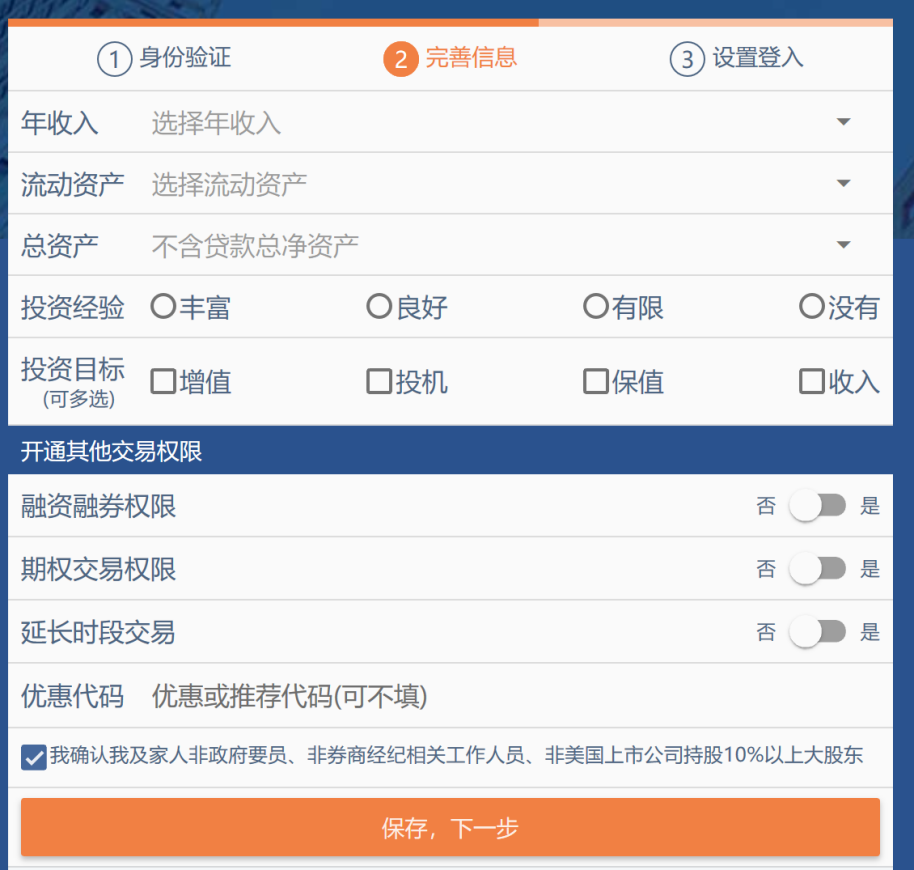 1 身份验证 2 完善信息 3 设置登入
年收入 选择年收入
流动资产 选择流动资产
总资产 不含贷款总净资产
投资经验 丰富 良好 有限 没有
投资目标 增值 投机 保值 收入
(可多选)
开通其他交易权限
融资融券权限 否 是
期权交易权限 否 是
延长时段交易 否 是
优惠代码 优惠或推荐代码(可不填)
我确认我及家人非政府要员、非券商经纪相关工作人员、非美国上市公司持股10%以上大股东
保存，下一步